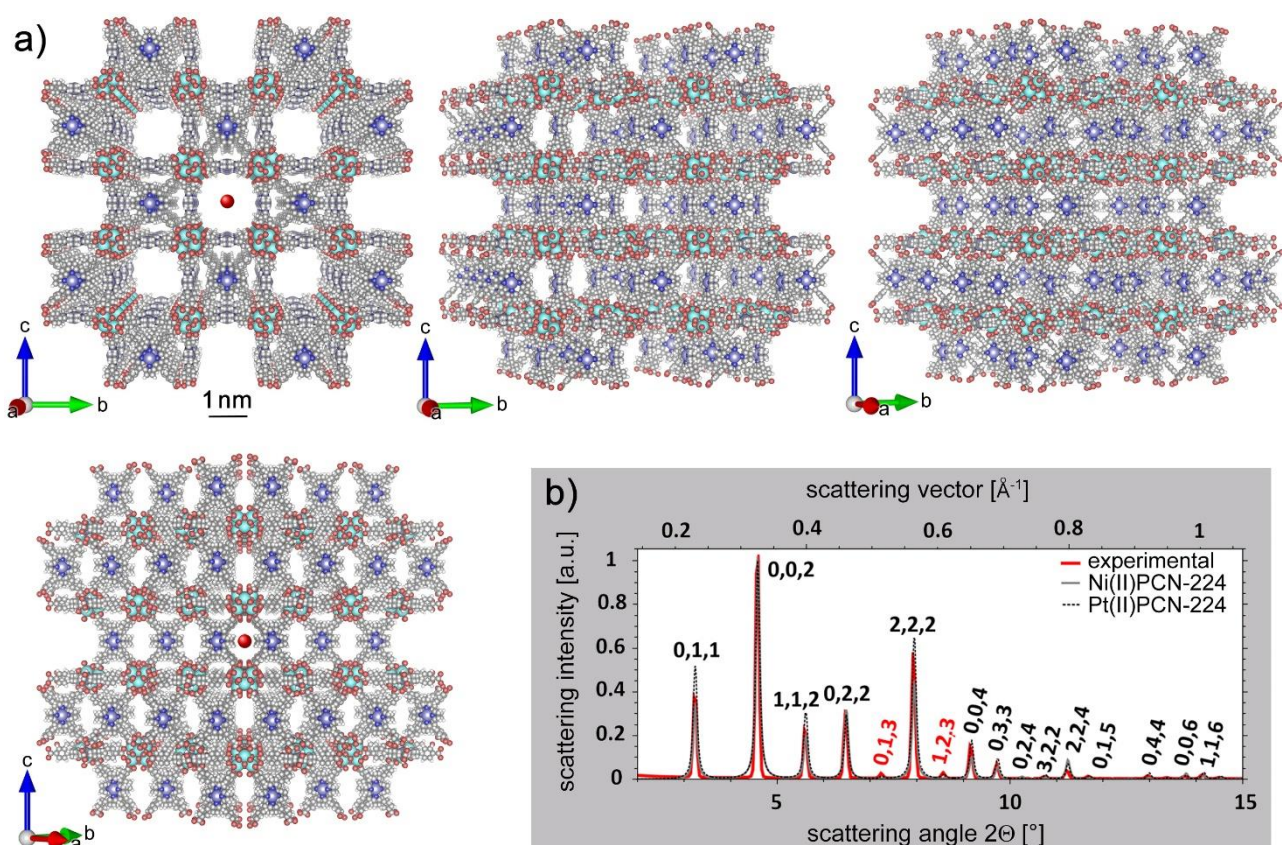 a)
c
a
b
1 nm
c
a
b
c
a
b
c
b
a
b)
scattering vector [Å⁻¹]
0.2
0.4
0.6
0.8
1
scattering intensity [a.u.]
1
0.8
0.6
0.4
0.2
0
0,1,1
0,0,2
1,1,2
0,2,2
0,1,3
2,2,2
1,2,3
0,0,4
0,3,3
0,2,4
3,2,2
2,2,4
0,1,5
0,4,4
0,0,6
1,1,6
experimental
Ni(II)PCN-224
Pt(II)PCN-224
5
10
15
scattering angle 2Θ [°]